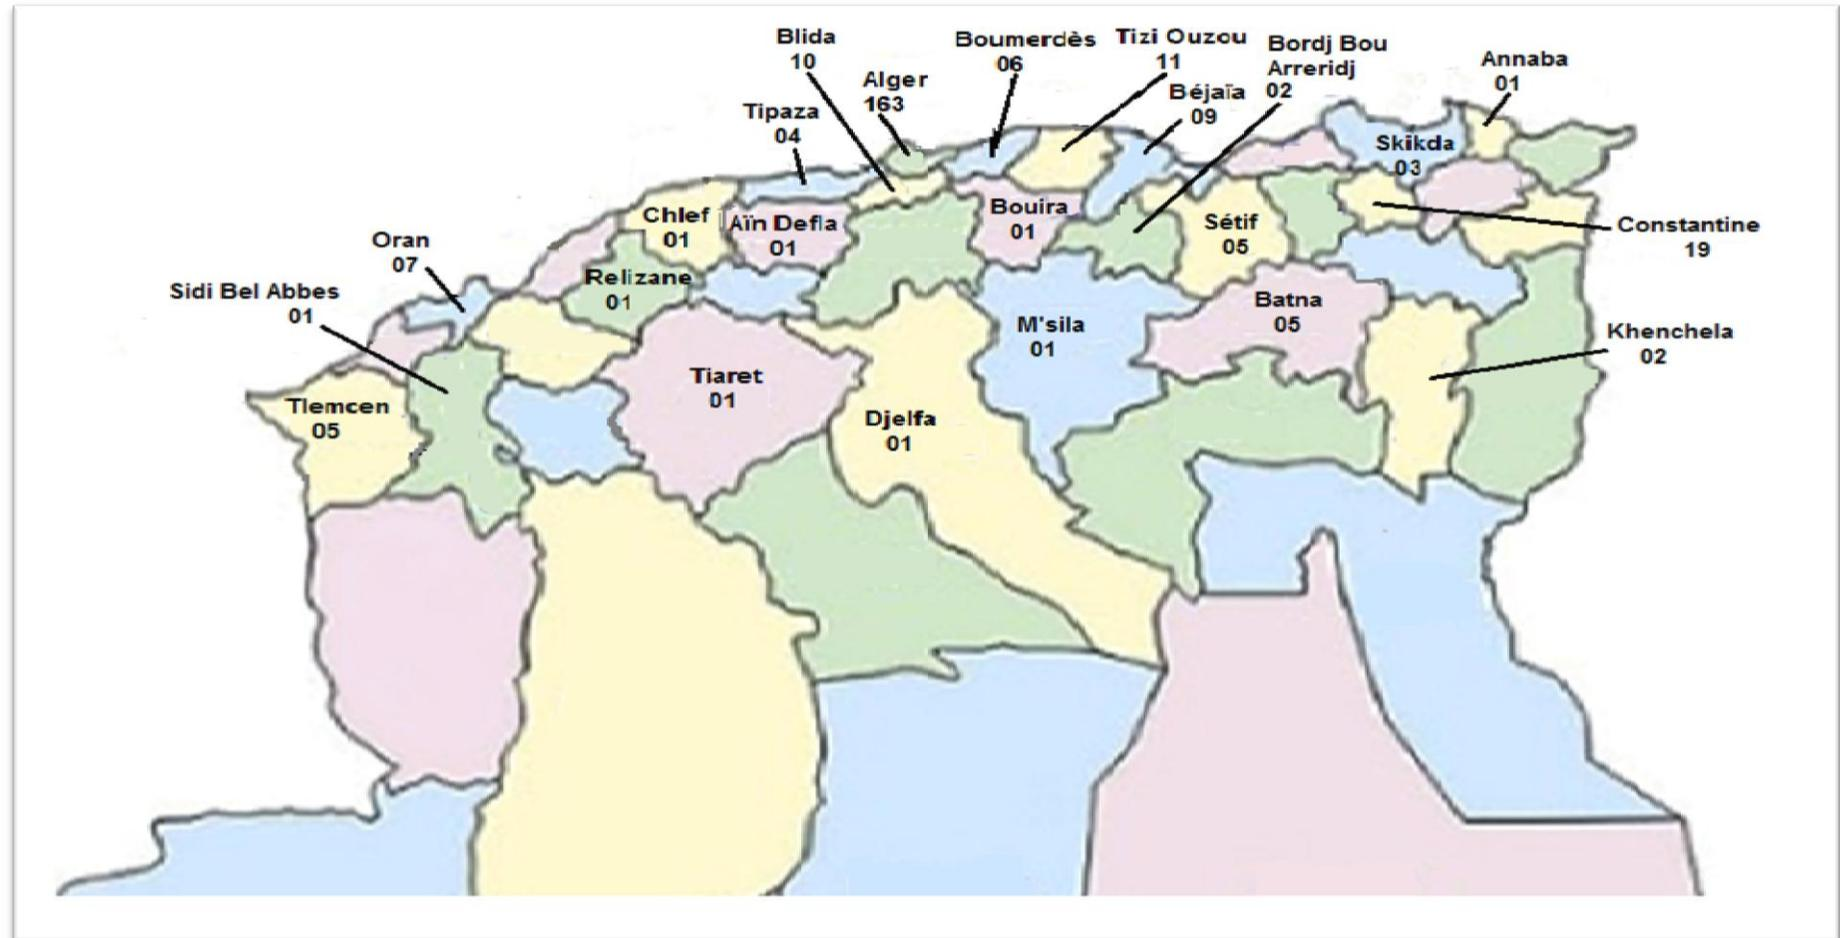 Blida
10
Boumerdès
06
Tizi Ouzou
11
Bordj Bou
Arreridj
02
Annaba
01
Alger
163
Béjaïa
09
Tipaza
04
Skikda
03
Chlef
01
Aïn Defla
01
Bouira
01
Sétif
05
Constantine
19
Oran
07
Relizane
01
Sidi Bel Abbes
01
Batna
05
M'sila
01
Khenchela
02
Tiaret
01
Tlemcen
05
Djelfa
01